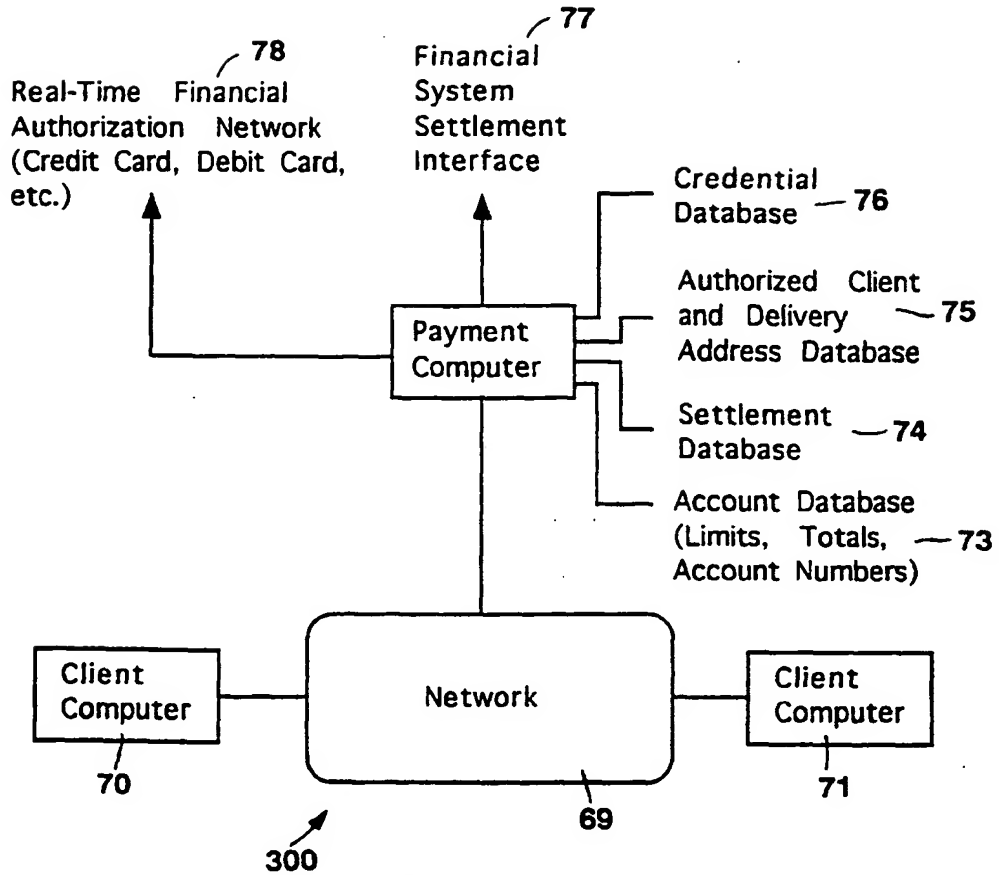 78
Real-Time Financial
Authorization Network
(Credit Card, Debit Card,
etc.)
77
Financial
System
Settlement
Interface
Credential
Database
76
Authorized Client
and Delivery
Address Database
75
Settlement
Database
74
Account Database
(Limits, Totals,
Account Numbers)
73
Payment
Computer
Client
Computer
70
Network
69
Client
Computer
71
300